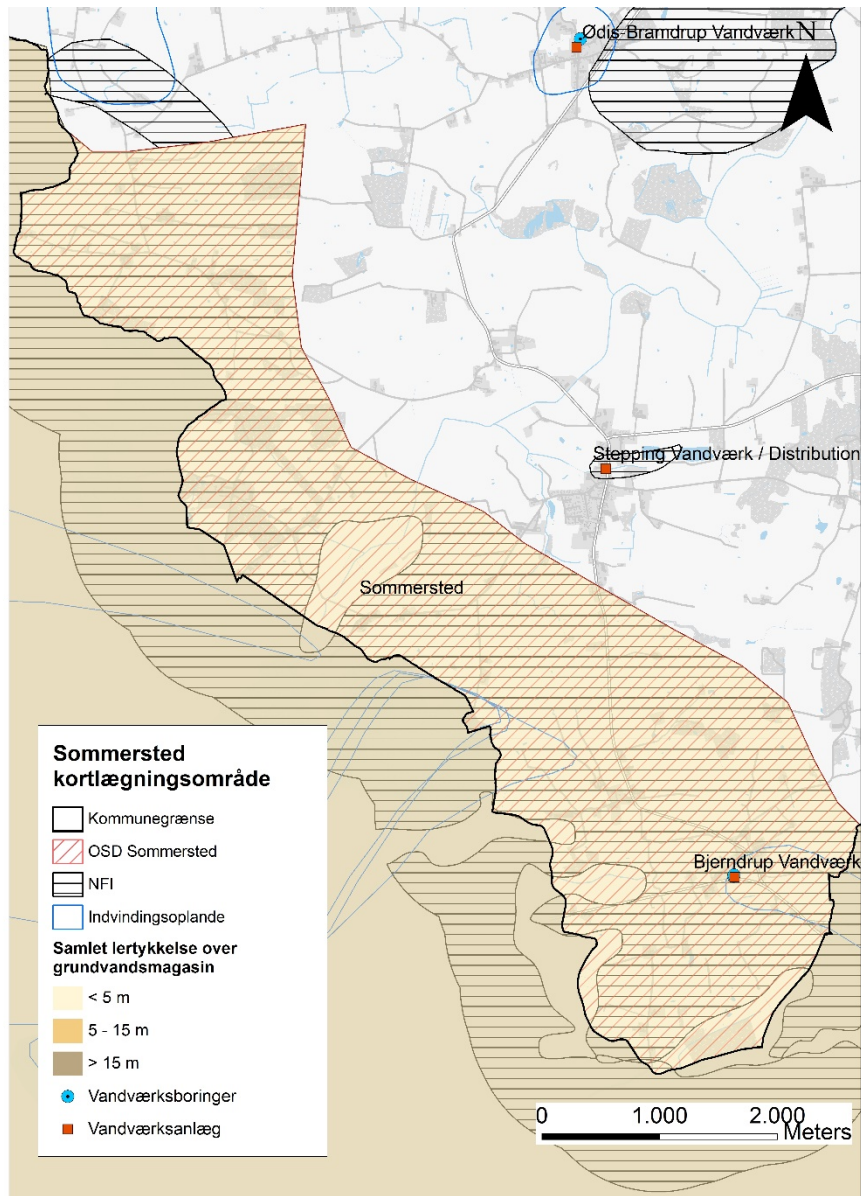 Ødis-Bramdrup Vandværk
N
Stepping Vandværk / Distribution
Sommersted
Bjerndrup Vandværk
Sommersted
kortlægningsområde
Kommunegrænse
OSD Sommersted
NFI
Indvindingsoplande
Samlet lertykkelse over
grundvandsmagasin
< 5 m
5 - 15 m
> 15 m
Vandværksboringer
Vandværksanlæg
0 1.000 2.000
Meters